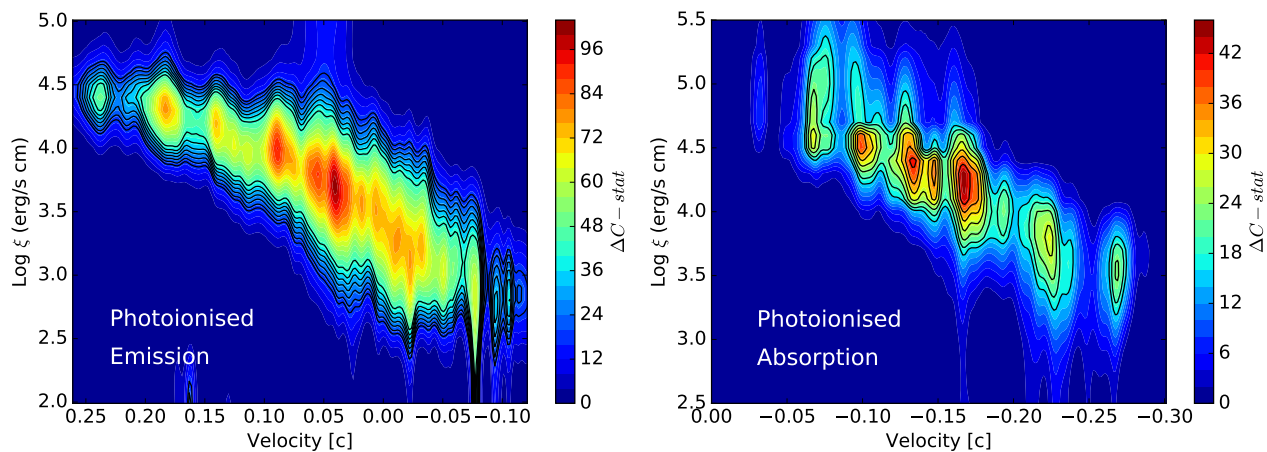 5.0
4.5
4.0
3.5
3.0
2.5
2.0
Log ξ (erg/s cm)
Photoionised
Emission
0.25 0.20 0.15 0.10 0.05 0.00 −0.05 −0.10
Velocity [c]
96
84
72
60
48
36
24
12
0
ΔC − stat
5.5
5.0
4.5
4.0
3.5
3.0
2.5
Log ξ (erg/s cm)
Photoionised
Absorption
0.00 −0.05 −0.10 −0.15 −0.20 −0.25 −0.30
Velocity [c]
42
36
30
24
18
12
6
0
ΔC − stat